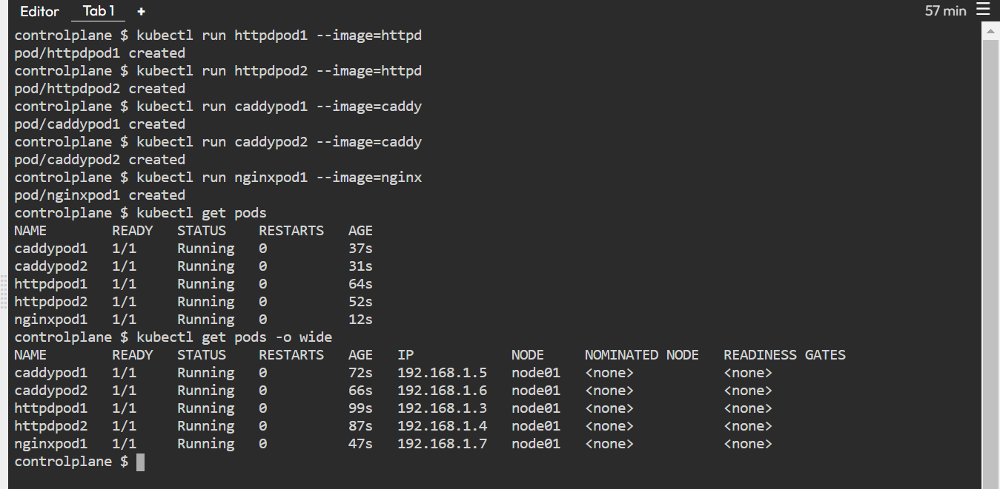 Editor Tab 1 + 57 min
controlplane $ kubectl run httpdpod1 --image=httpd
pod/httpdpod1 created
controlplane $ kubectl run httpdpod2 --image=httpd
pod/httpdpod2 created
controlplane $ kubectl run caddypod1 --image=caddy
pod/caddypod1 created
controlplane $ kubectl run caddypod2 --image=caddy
pod/caddypod2 created
controlplane $ kubectl run nginxpod1 --image=nginx
pod/nginxpod1 created
controlplane $ kubectl get pods
NAME READY STATUS RESTARTS AGE
caddypod1 1/1 Running 0 37s
caddypod2 1/1 Running 0 31s
httpdpod1 1/1 Running 0 64s
httpdpod2 1/1 Running 0 52s
nginxpod1 1/1 Running 0 12s
controlplane $ kubectl get pods -o wide
NAME READY STATUS RESTARTS AGE IP NODE NOMINATED NODE READINESS GATES
caddypod1 1/1 Running 0 72s 192.168.1.5 node01 <none> <none>
caddypod2 1/1 Running 0 66s 192.168.1.6 node01 <none> <none>
httpdpod1 1/1 Running 0 99s 192.168.1.3 node01 <none> <none>
httpdpod2 1/1 Running 0 87s 192.168.1.4 node01 <none> <none>
nginxpod1 1/1 Running 0 47s 192.168.1.7 node01 <none> <none>
controlplane $